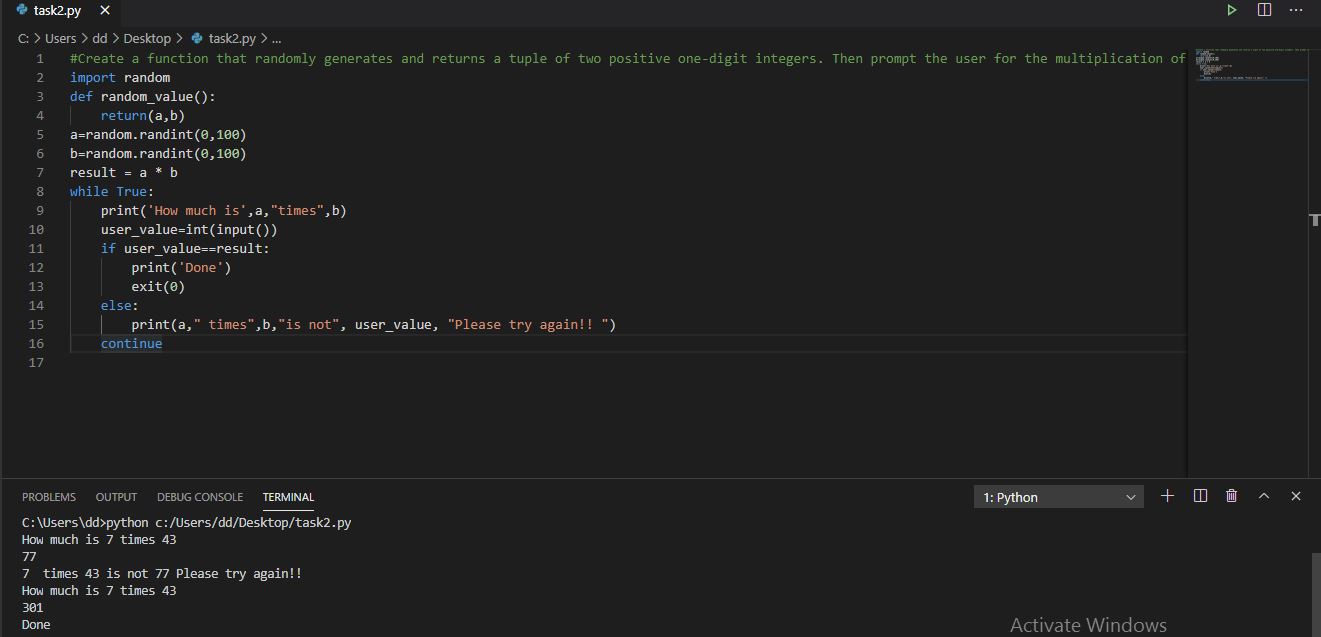 task2.py
C: > Users > dd > Desktop > task2.py > ...
1 #Create a function that randomly generates and returns a tuple of two positive one-digit integers. Then prompt the user for the multiplication of
2 import random
3 def random_value():
4     return(a,b)
5 a=random.randint(0,100)
6 b=random.randint(0,100)
7 result = a * b
8 while True:
9     print('How much is',a,"times",b)
10     user_value=int(input())
11     if user_value==result:
12         print('Done')
13         exit(0)
14     else:
15         print(a," times",b,"is not", user_value, "Please try again!! ")
16     continue
17
PROBLEMS OUTPUT DEBUG CONSOLE TERMINAL 1: Python
C:\Users\dd>python c:/Users/dd/Desktop/task2.py
How much is 7 times 43
77
7  times 43 is not 77 Please try again!!
How much is 7 times 43
301
Done
Activate Windows